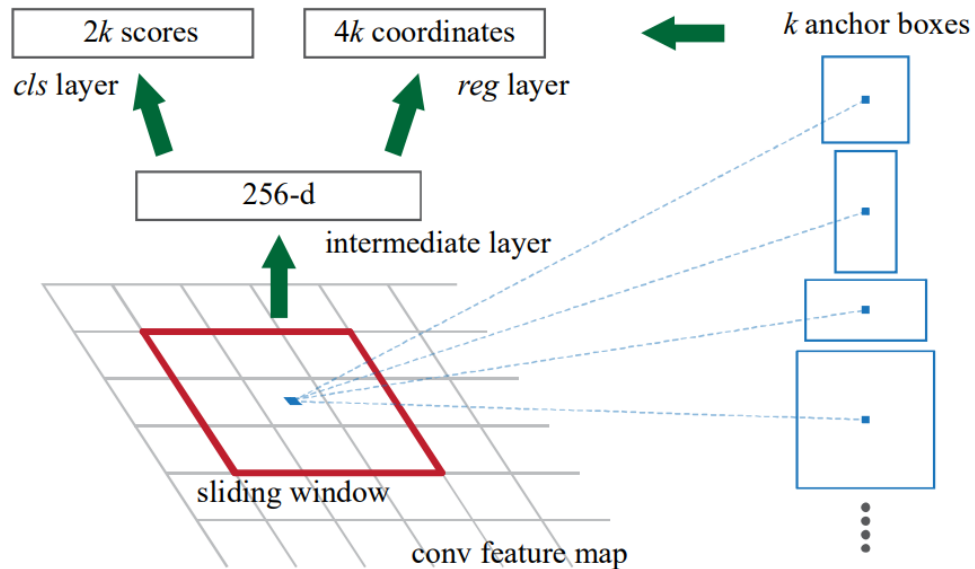 2k scores
4k coordinates
k anchor boxes
cls layer
reg layer
256-d
intermediate layer
sliding window
conv feature map